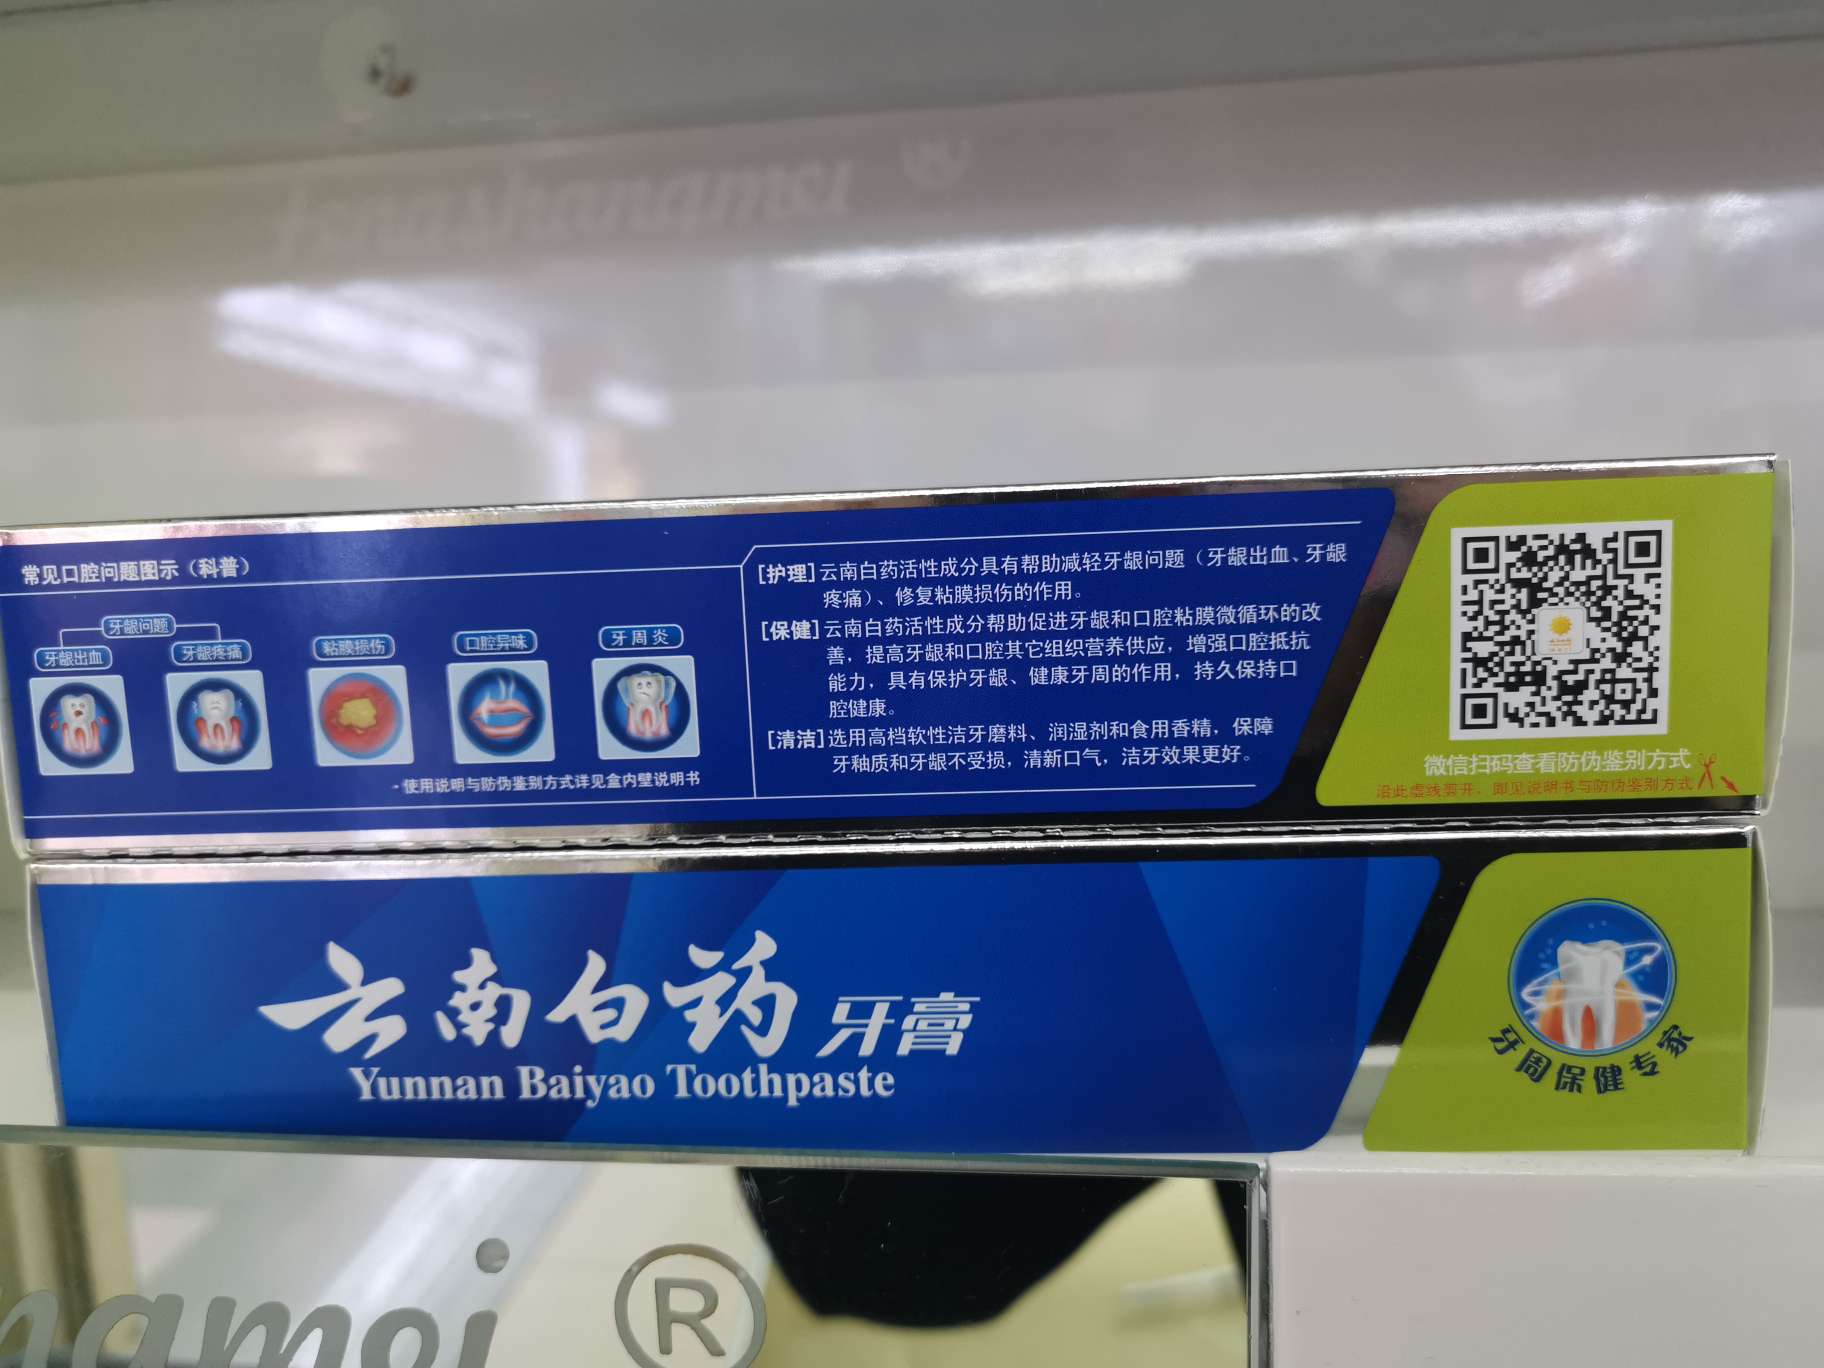 常见口腔问题图示（科普）
牙龈问题
牙龈出血
牙龈疼痛
粘膜损伤
口腔异味
牙周炎
- 使用说明与防伪鉴别方式详见盒内壁说明书
[护理]云南白药活性成分具有帮助减轻牙龈问题（牙龈出血、牙龈
疼痛）、修复粘膜损伤的作用。
[保健]云南白药活性成分帮助促进牙龈和口腔粘膜微循环的改
善，提高牙龈和口腔其它组织营养供应，增强口腔抵抗
能力，具有保护牙龈、健康牙周的作用，持久保持口
腔健康。
[清洁]选用高档软性洁牙磨料、润湿剂和食用香精，保障
牙釉质和牙龈不受损，清新口气，洁牙效果更好。
微信扫码查看防伪鉴别方式
沿此虚线剪开，即见说明书与防伪鉴别方式
云南白药牙膏
Yunnan Baiyao Toothpaste
牙周保健专家
®